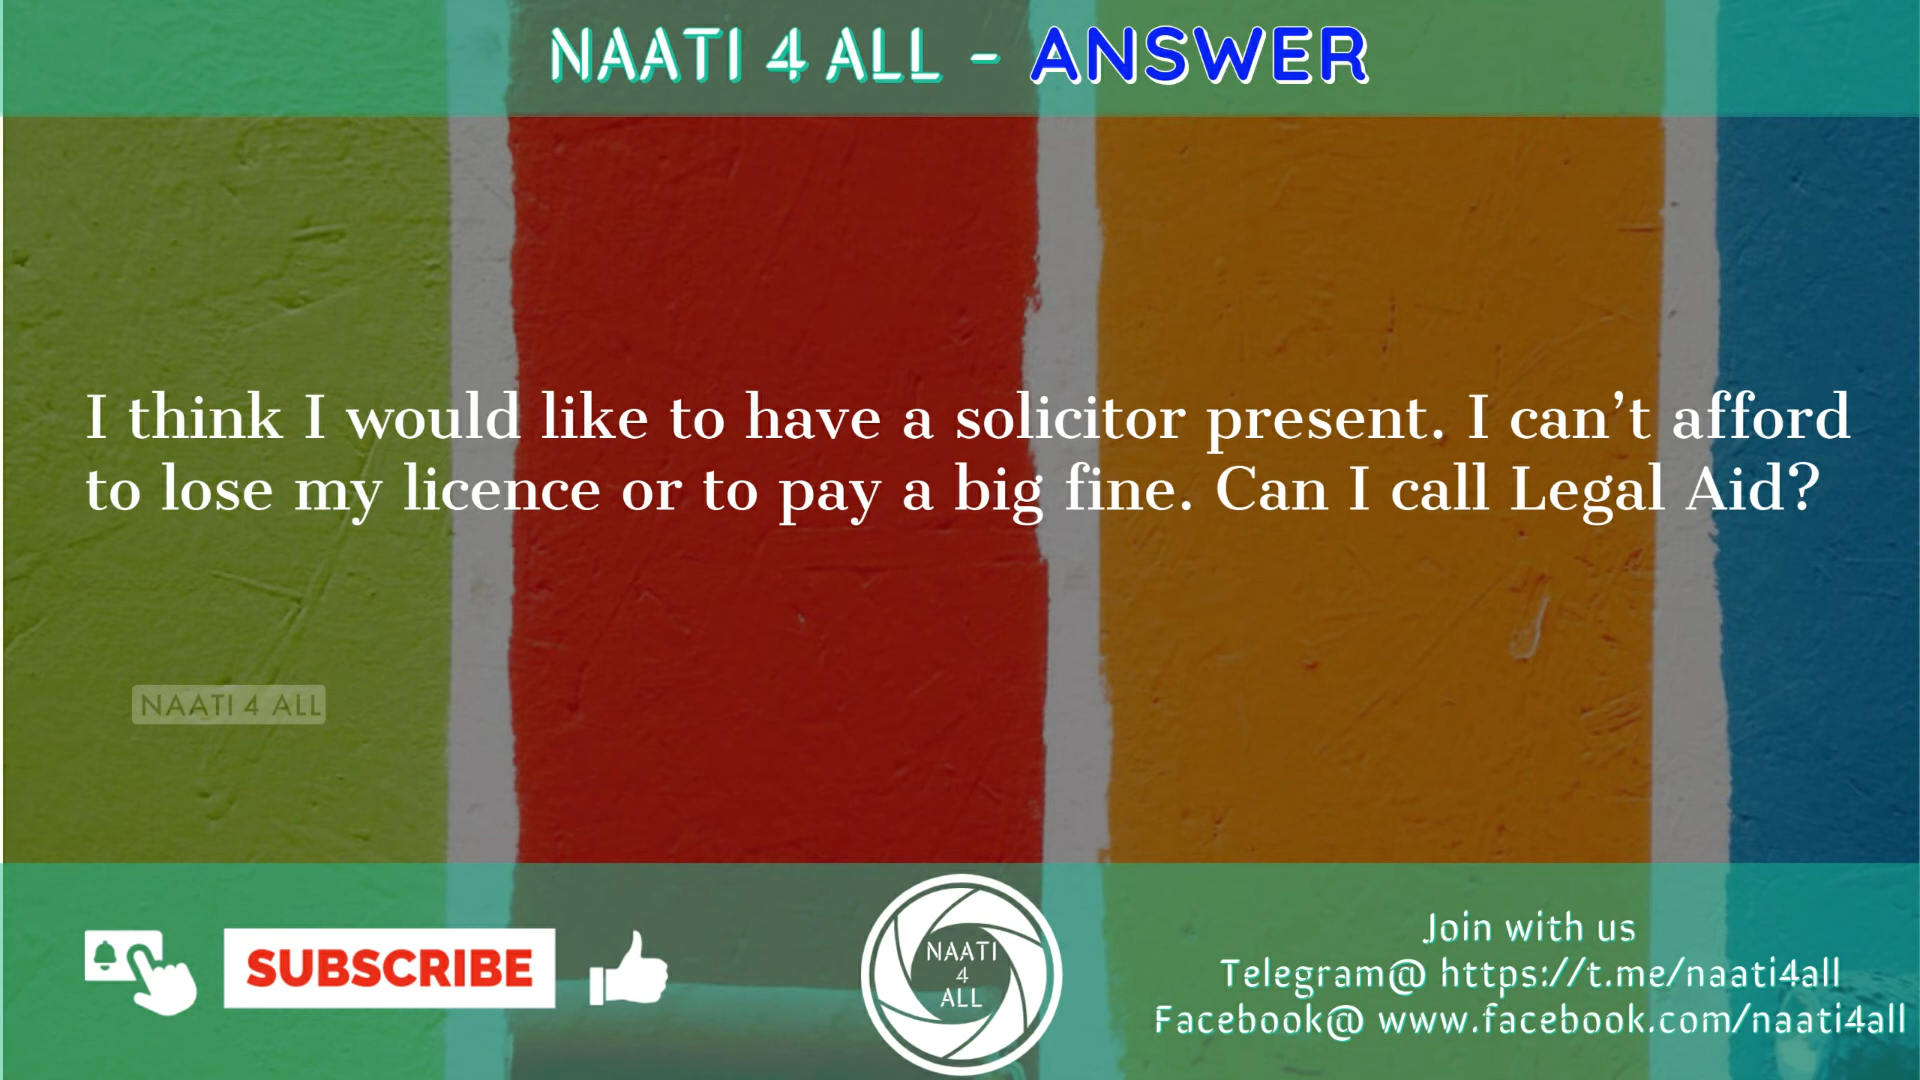 NAATI 4 ALL - ANSWER
I think I would like to have a solicitor present. I can’t afford
to lose my licence or to pay a big fine. Can I call Legal Aid?
NAATI 4 ALL
SUBSCRIBE
NAATI
4
ALL
Join with us
Telegram@ https://t.me/naati4all
Facebook@ www.facebook.com/naati4all